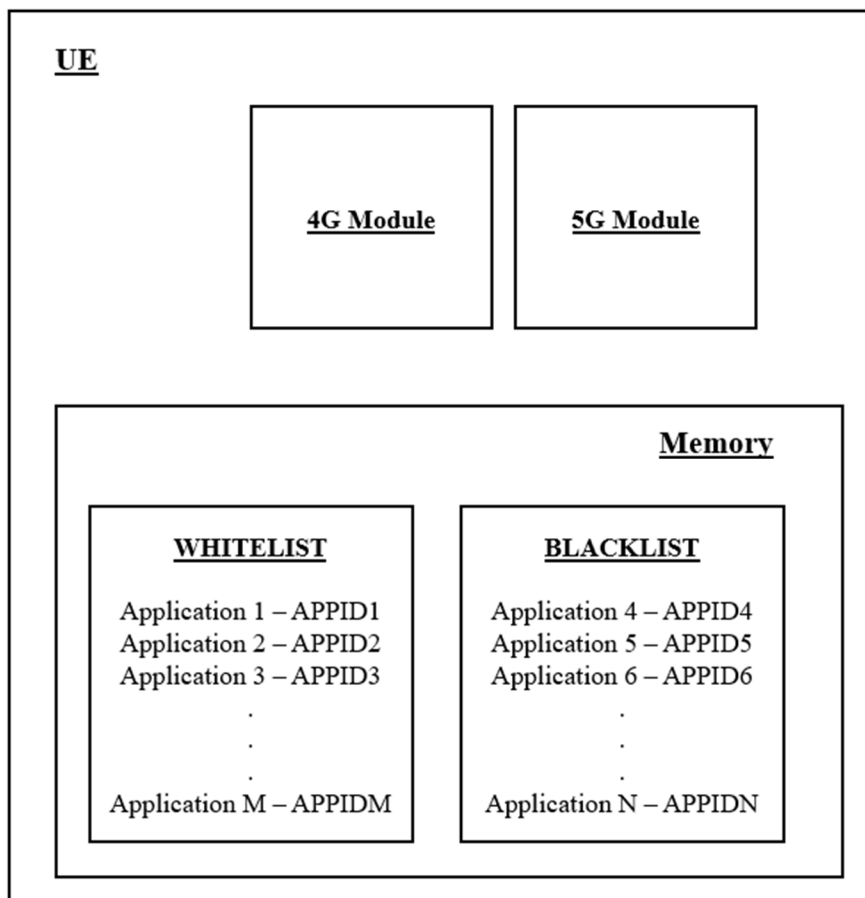 UE
4G Module
5G Module
Memory
WHITELIST
Application 1 – APPID1
Application 2 – APPID2
Application 3 – APPID3
.
.
.
Application M – APPIDM
BLACKLIST
Application 4 – APPID4
Application 5 – APPID5
Application 6 – APPID6
.
.
.
Application N – APPIDN